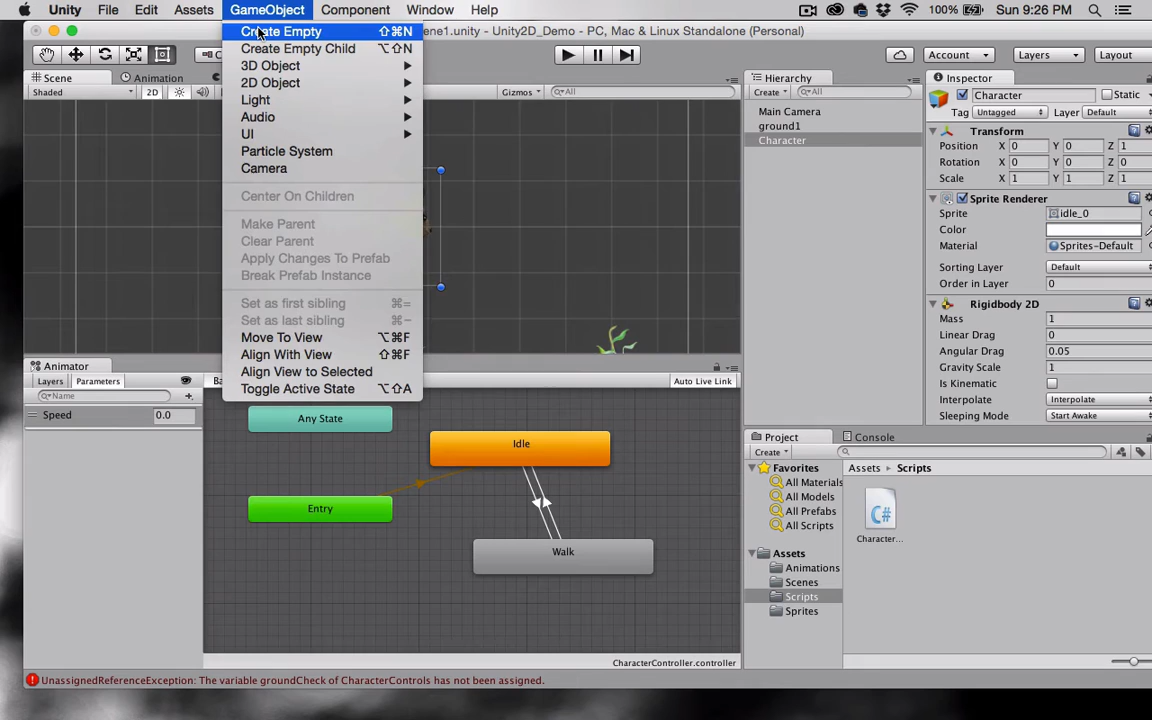 Unity File Edit Assets GameObject Component Window Help 100% Sun 9:26 PM
ene1.unity - Unity2D_Demo - PC, Mac & Linux Standalone (Personal)
Account Layers Layout
Create Empty ⇧⌘N
Create Empty Child ⌥⇧N
3D Object
2D Object
Light
Audio
UI
Particle System
Camera
Center On Children
Make Parent
Clear Parent
Apply Changes To Prefab
Break Prefab Instance
Set as first sibling ⌘=
Set as last sibling ⌘-
Move To View ⌥⌘F
Align With View ⇧⌘F
Align View to Selected
Toggle Active State ⌥⇧A
Scene Animation
Shaded 2D Gizmos All
Hierarchy
Create All
Main Camera
ground1
Character
Inspector
Character Static
Tag Untagged Layer Default
Transform
Position X 0 Y 0 Z 1
Rotation X 0 Y 0 Z 0
Scale X 1 Y 1 Z 1
Sprite Renderer
Sprite idle_0
Color
Material Sprites-Default
Sorting Layer Default
Order in Layer 0
Rigidbody 2D
Mass 1
Linear Drag 0
Angular Drag 0.05
Gravity Scale 1
Is Kinematic
Interpolate Interpolate
Sleeping Mode Start Awake
Animator
Layers Parameters Ba Auto Live Link
Name
Speed 0.0
Any State
Idle
Entry
Walk
CharacterController.controller
Project Console
Create
Favorites
All Materials
All Models
All Prefabs
All Scripts
Assets
Animations
Scenes
Scripts
Sprites
Assets Scripts
C#
Character...
UnassignedReferenceException: The variable groundCheck of CharacterControls has not been assigned.